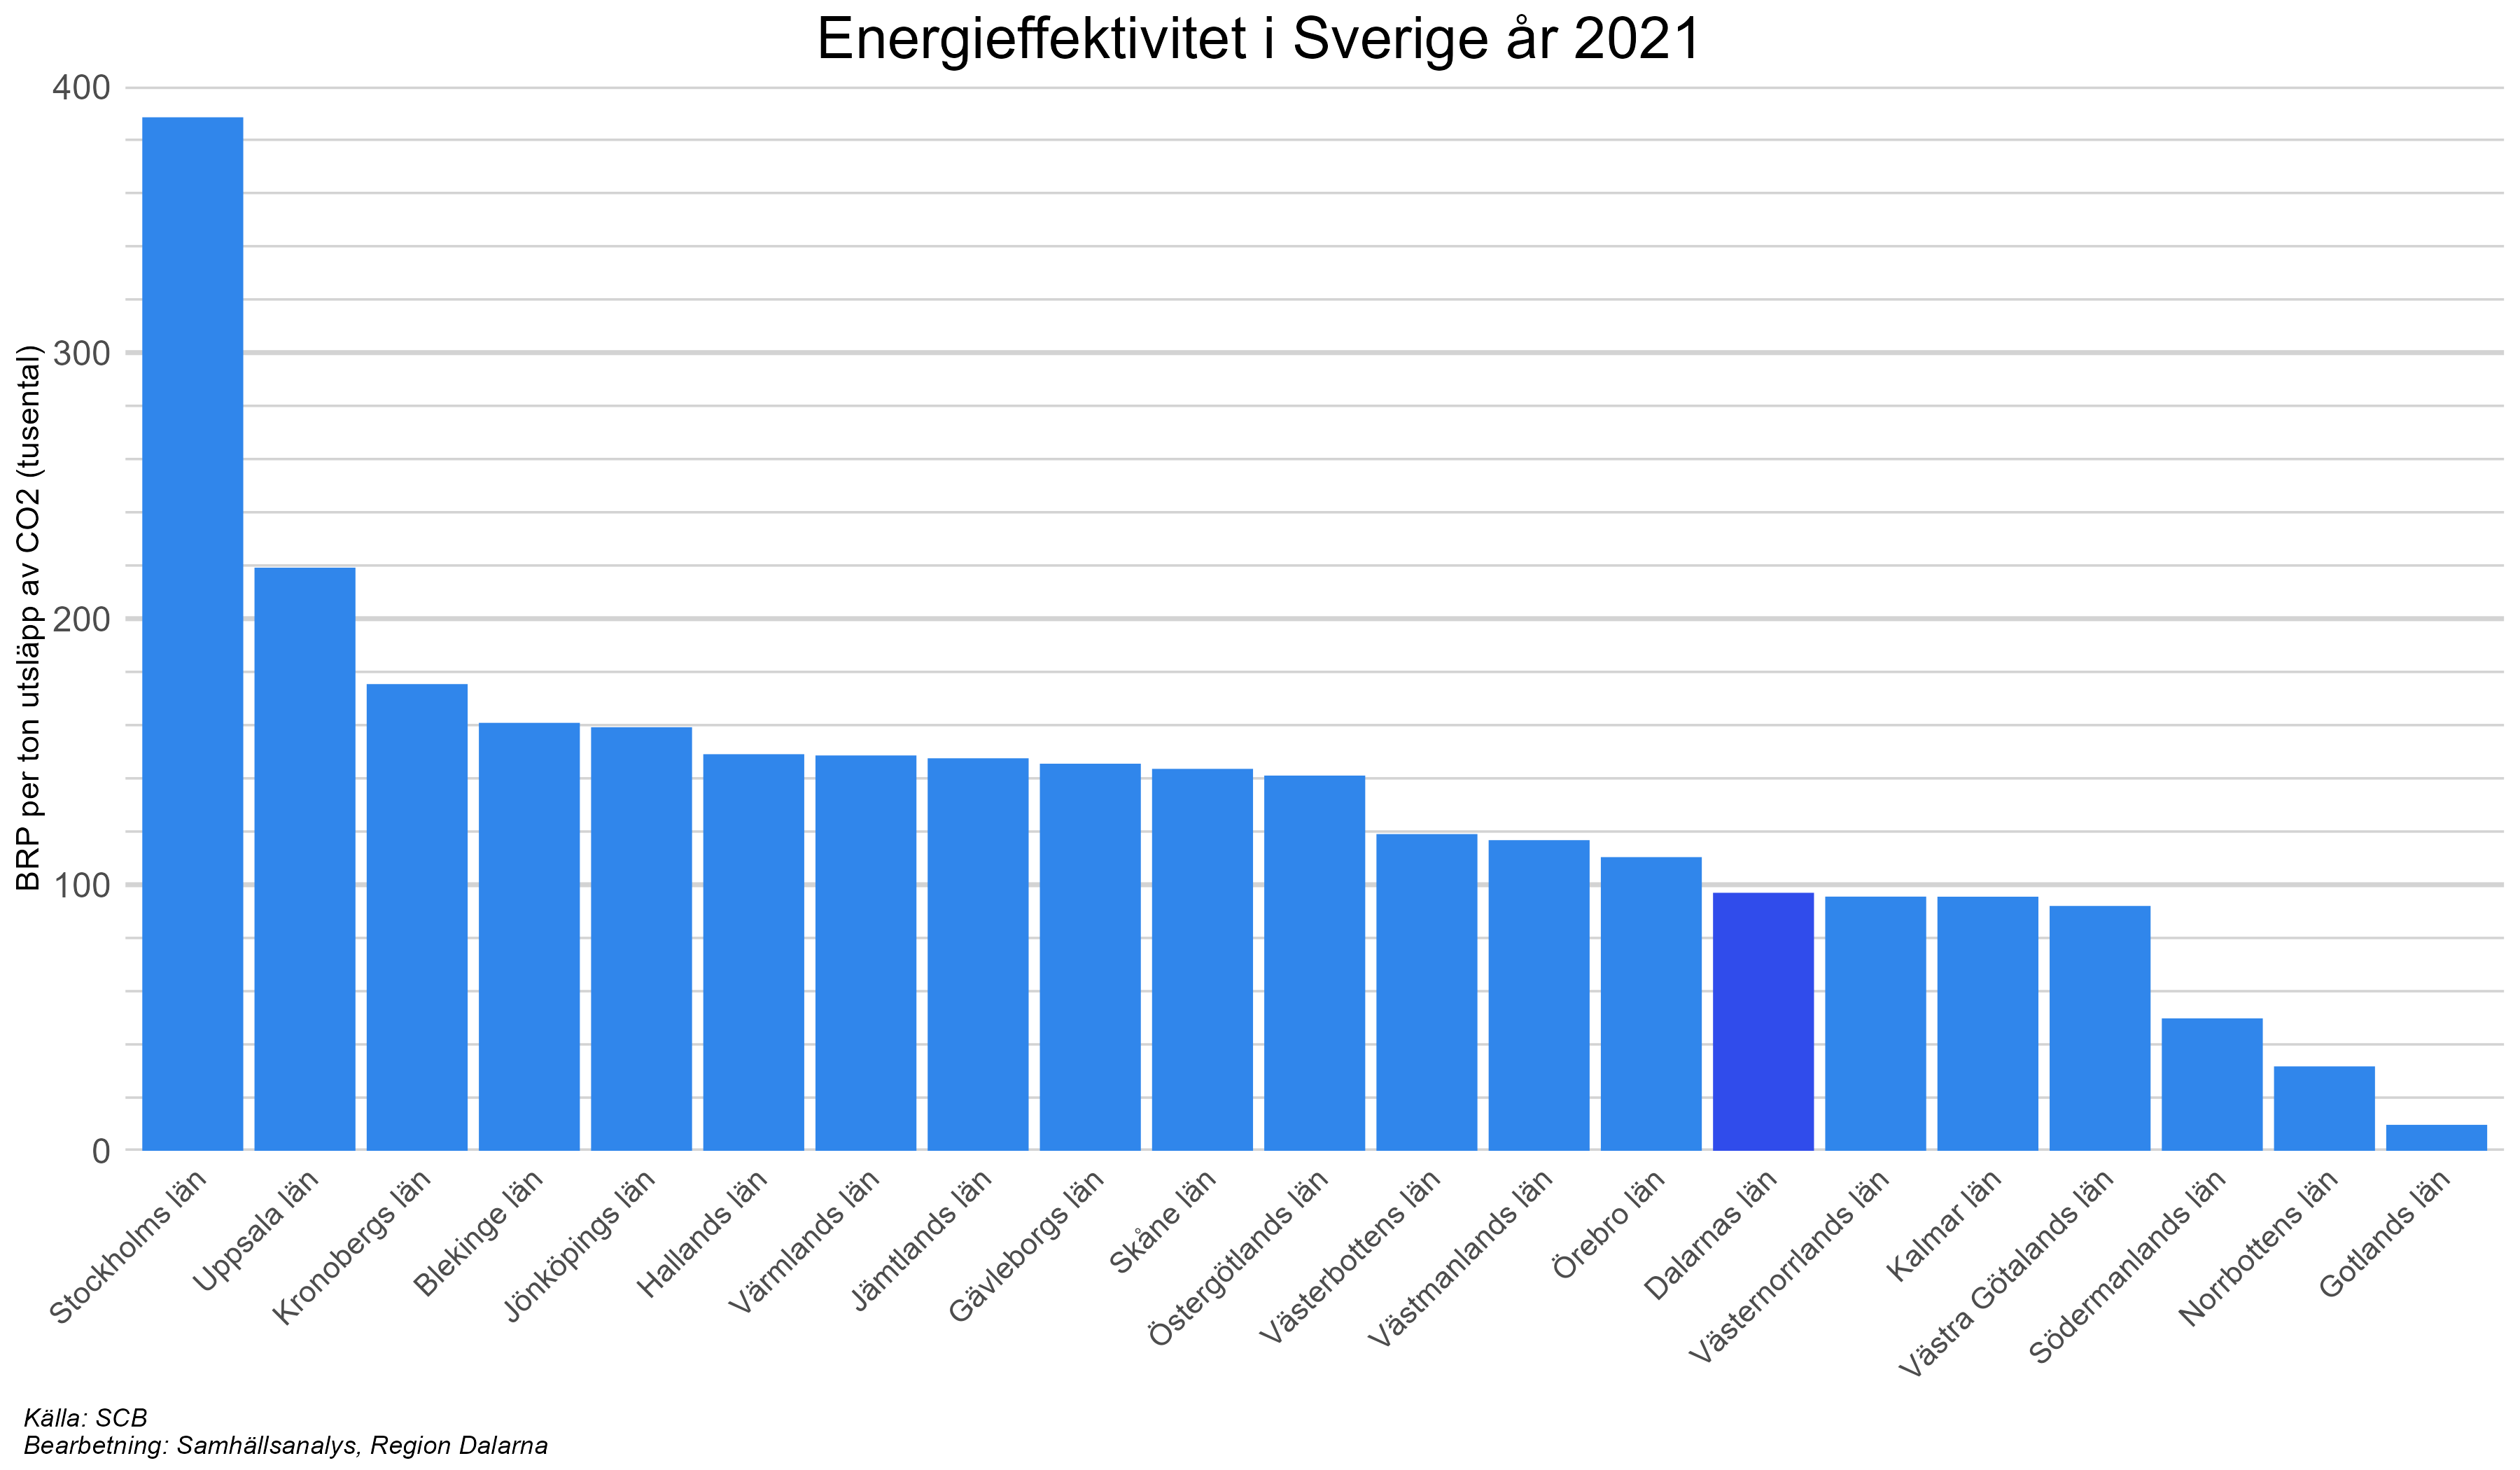 Energieffektivitet i Sverige år 2021
BRP per ton utsläpp av CO2 (tusental)
400
300
200
100
0
Stockholms län
Uppsala län
Kronobergs län
Blekinge län
Jönköpings län
Hallands län
Värmlands län
Jämtlands län
Gävleborgs län
Skåne län
Östergötlands län
Västerbottens län
Västmanlands län
Örebro län
Dalarnas län
Västernorrlands län
Kalmar län
Västra Götalands län
Södermanlands län
Norrbottens län
Gotlands län
Källa: SCB
Bearbetning: Samhällsanalys, Region Dalarna